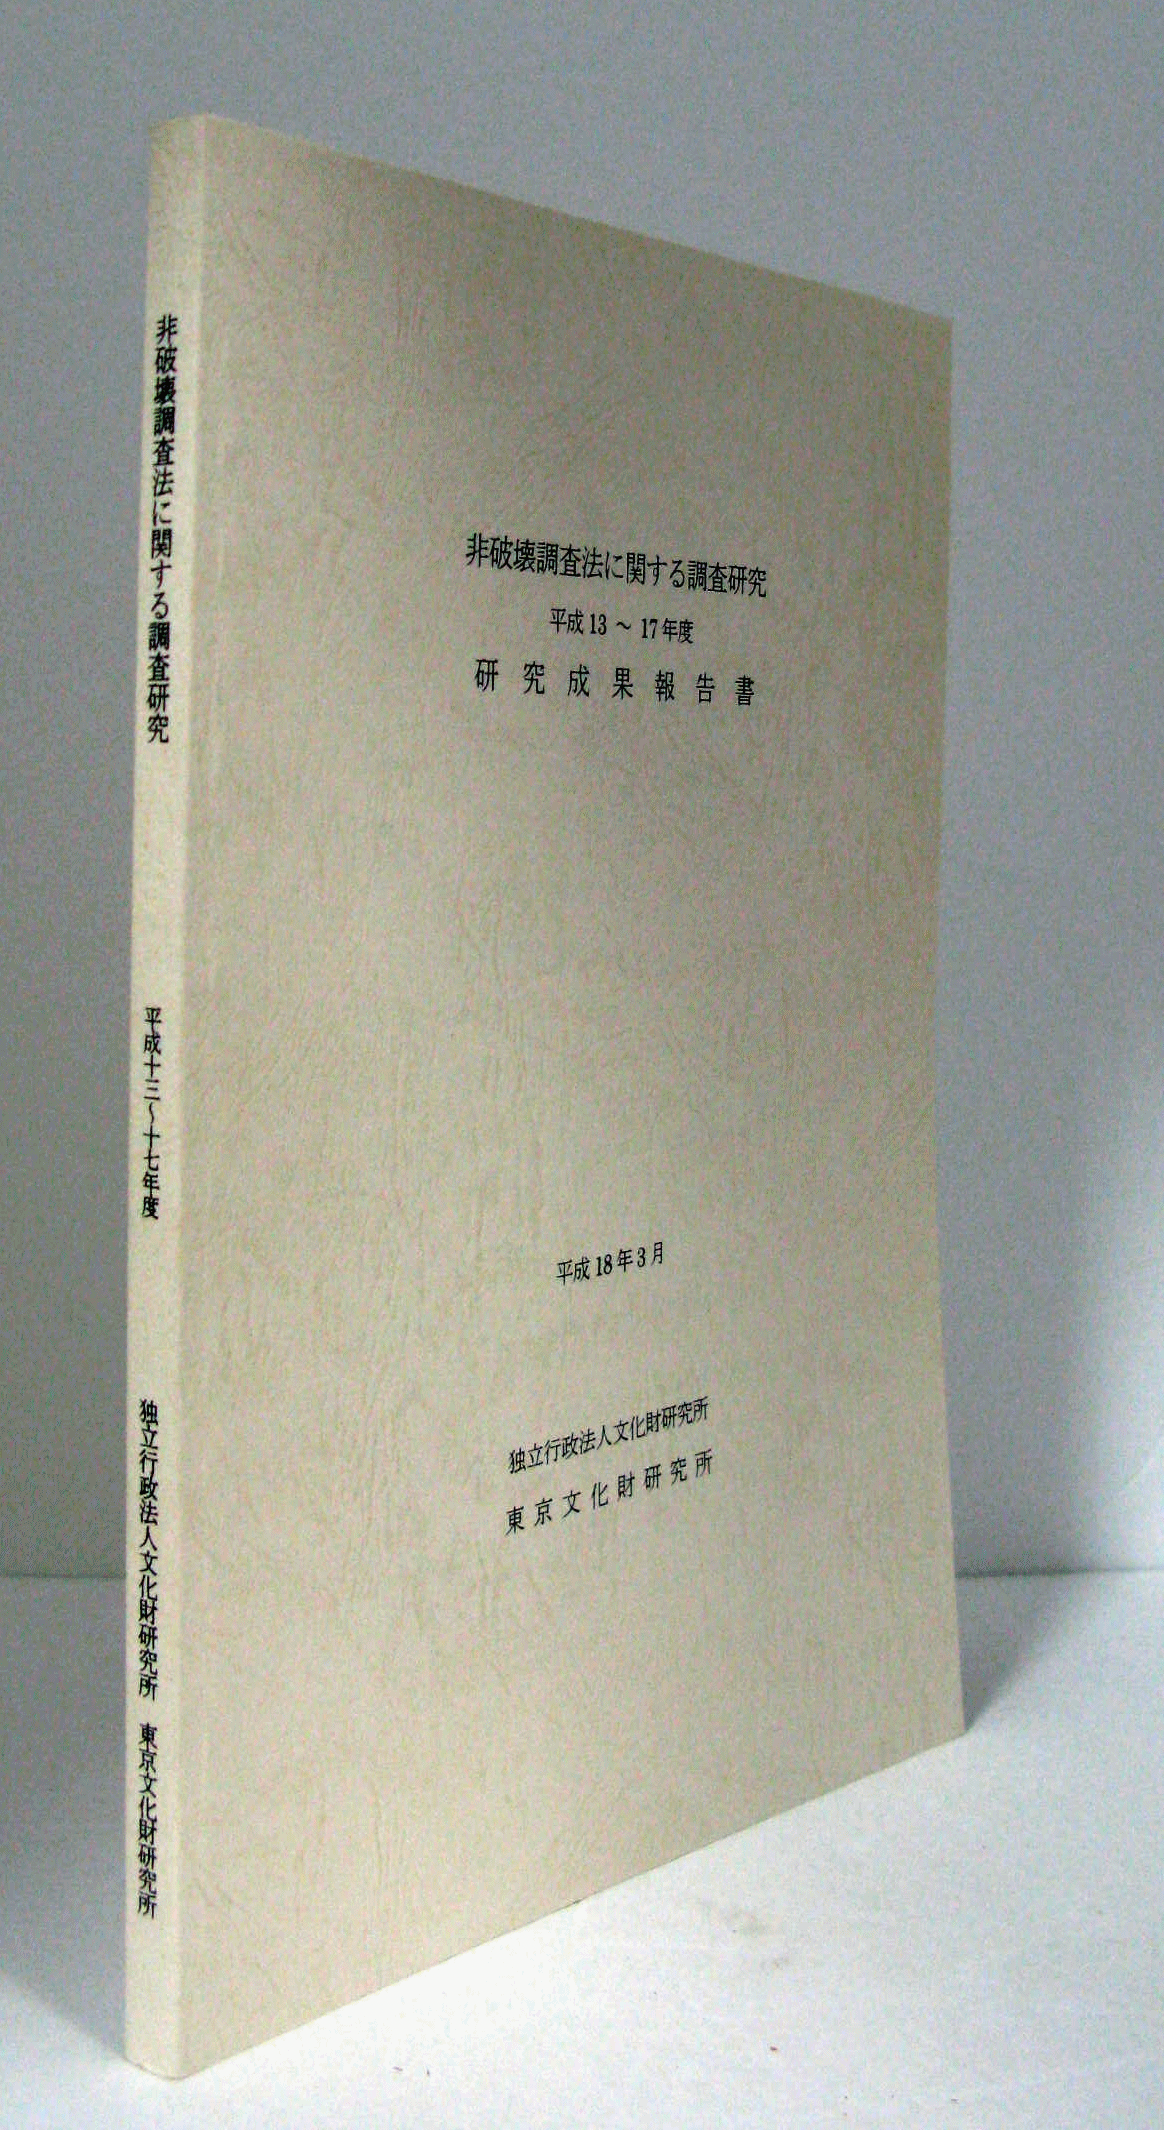 非破壊調査法に関する調査研究
平成13～17年度
研究成果報告書
平成18年3月
独立行政法人文化財研究所
東京文化財研究所
非破壊調査法に関する調査研究
平成十三～十七年度
独立行政法人文化財研究所 東京文化財研究所